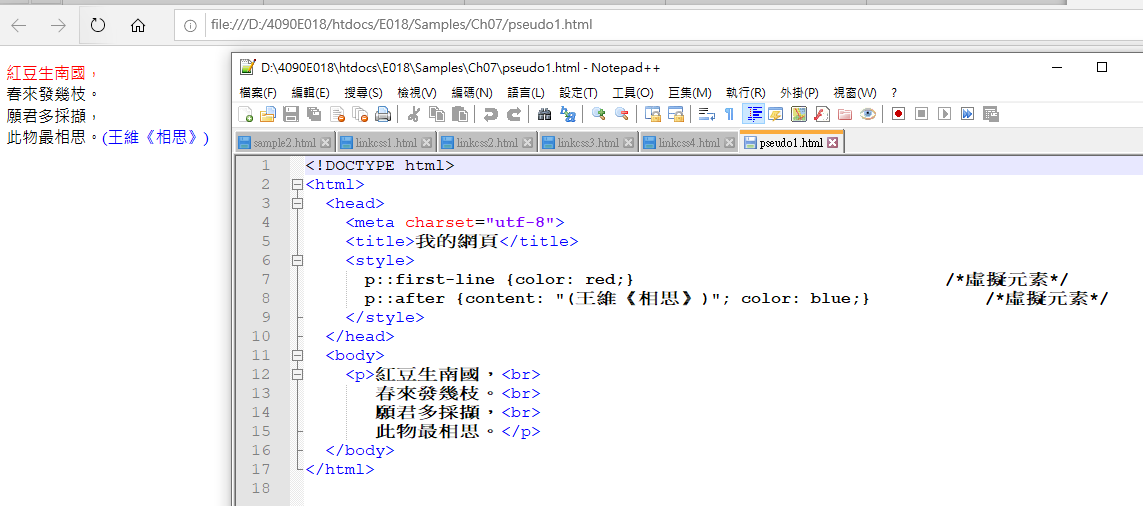 file:///D:/4090E018/htdocs/E018/Samples/Ch07/pseudo1.html
紅豆生南國，
春來發幾枝。
願君多採擷，
此物最相思。(王維《相思》)
D:\4090E018\htdocs\E018\Samples\Ch07\pseudo1.html - Notepad++
檔案(F) 編輯(E) 搜尋(S) 檢視(V) 編碼(N) 語言(L) 設定(T) 工具(O) 巨集(M) 執行(R) 外掛(P) 視窗(W) ?
sample2.html linkcss1.html linkcss2.html linkcss3.html linkcss4.html pseudo1.html
1 <!DOCTYPE html>
2 <html>
3 <head>
4 <meta charset="utf-8">
5 <title>我的網頁</title>
6 <style>
7 p::first-line {color: red;} /*虛擬元素*/
8 p::after {content: "(王維《相思》)"; color: blue;} /*虛擬元素*/
9 </style>
10 </head>
11 <body>
12 <p>紅豆生南國，<br>
13 春來發幾枝。<br>
14 願君多採擷，<br>
15 此物最相思。</p>
16 </body>
17 </html>
18